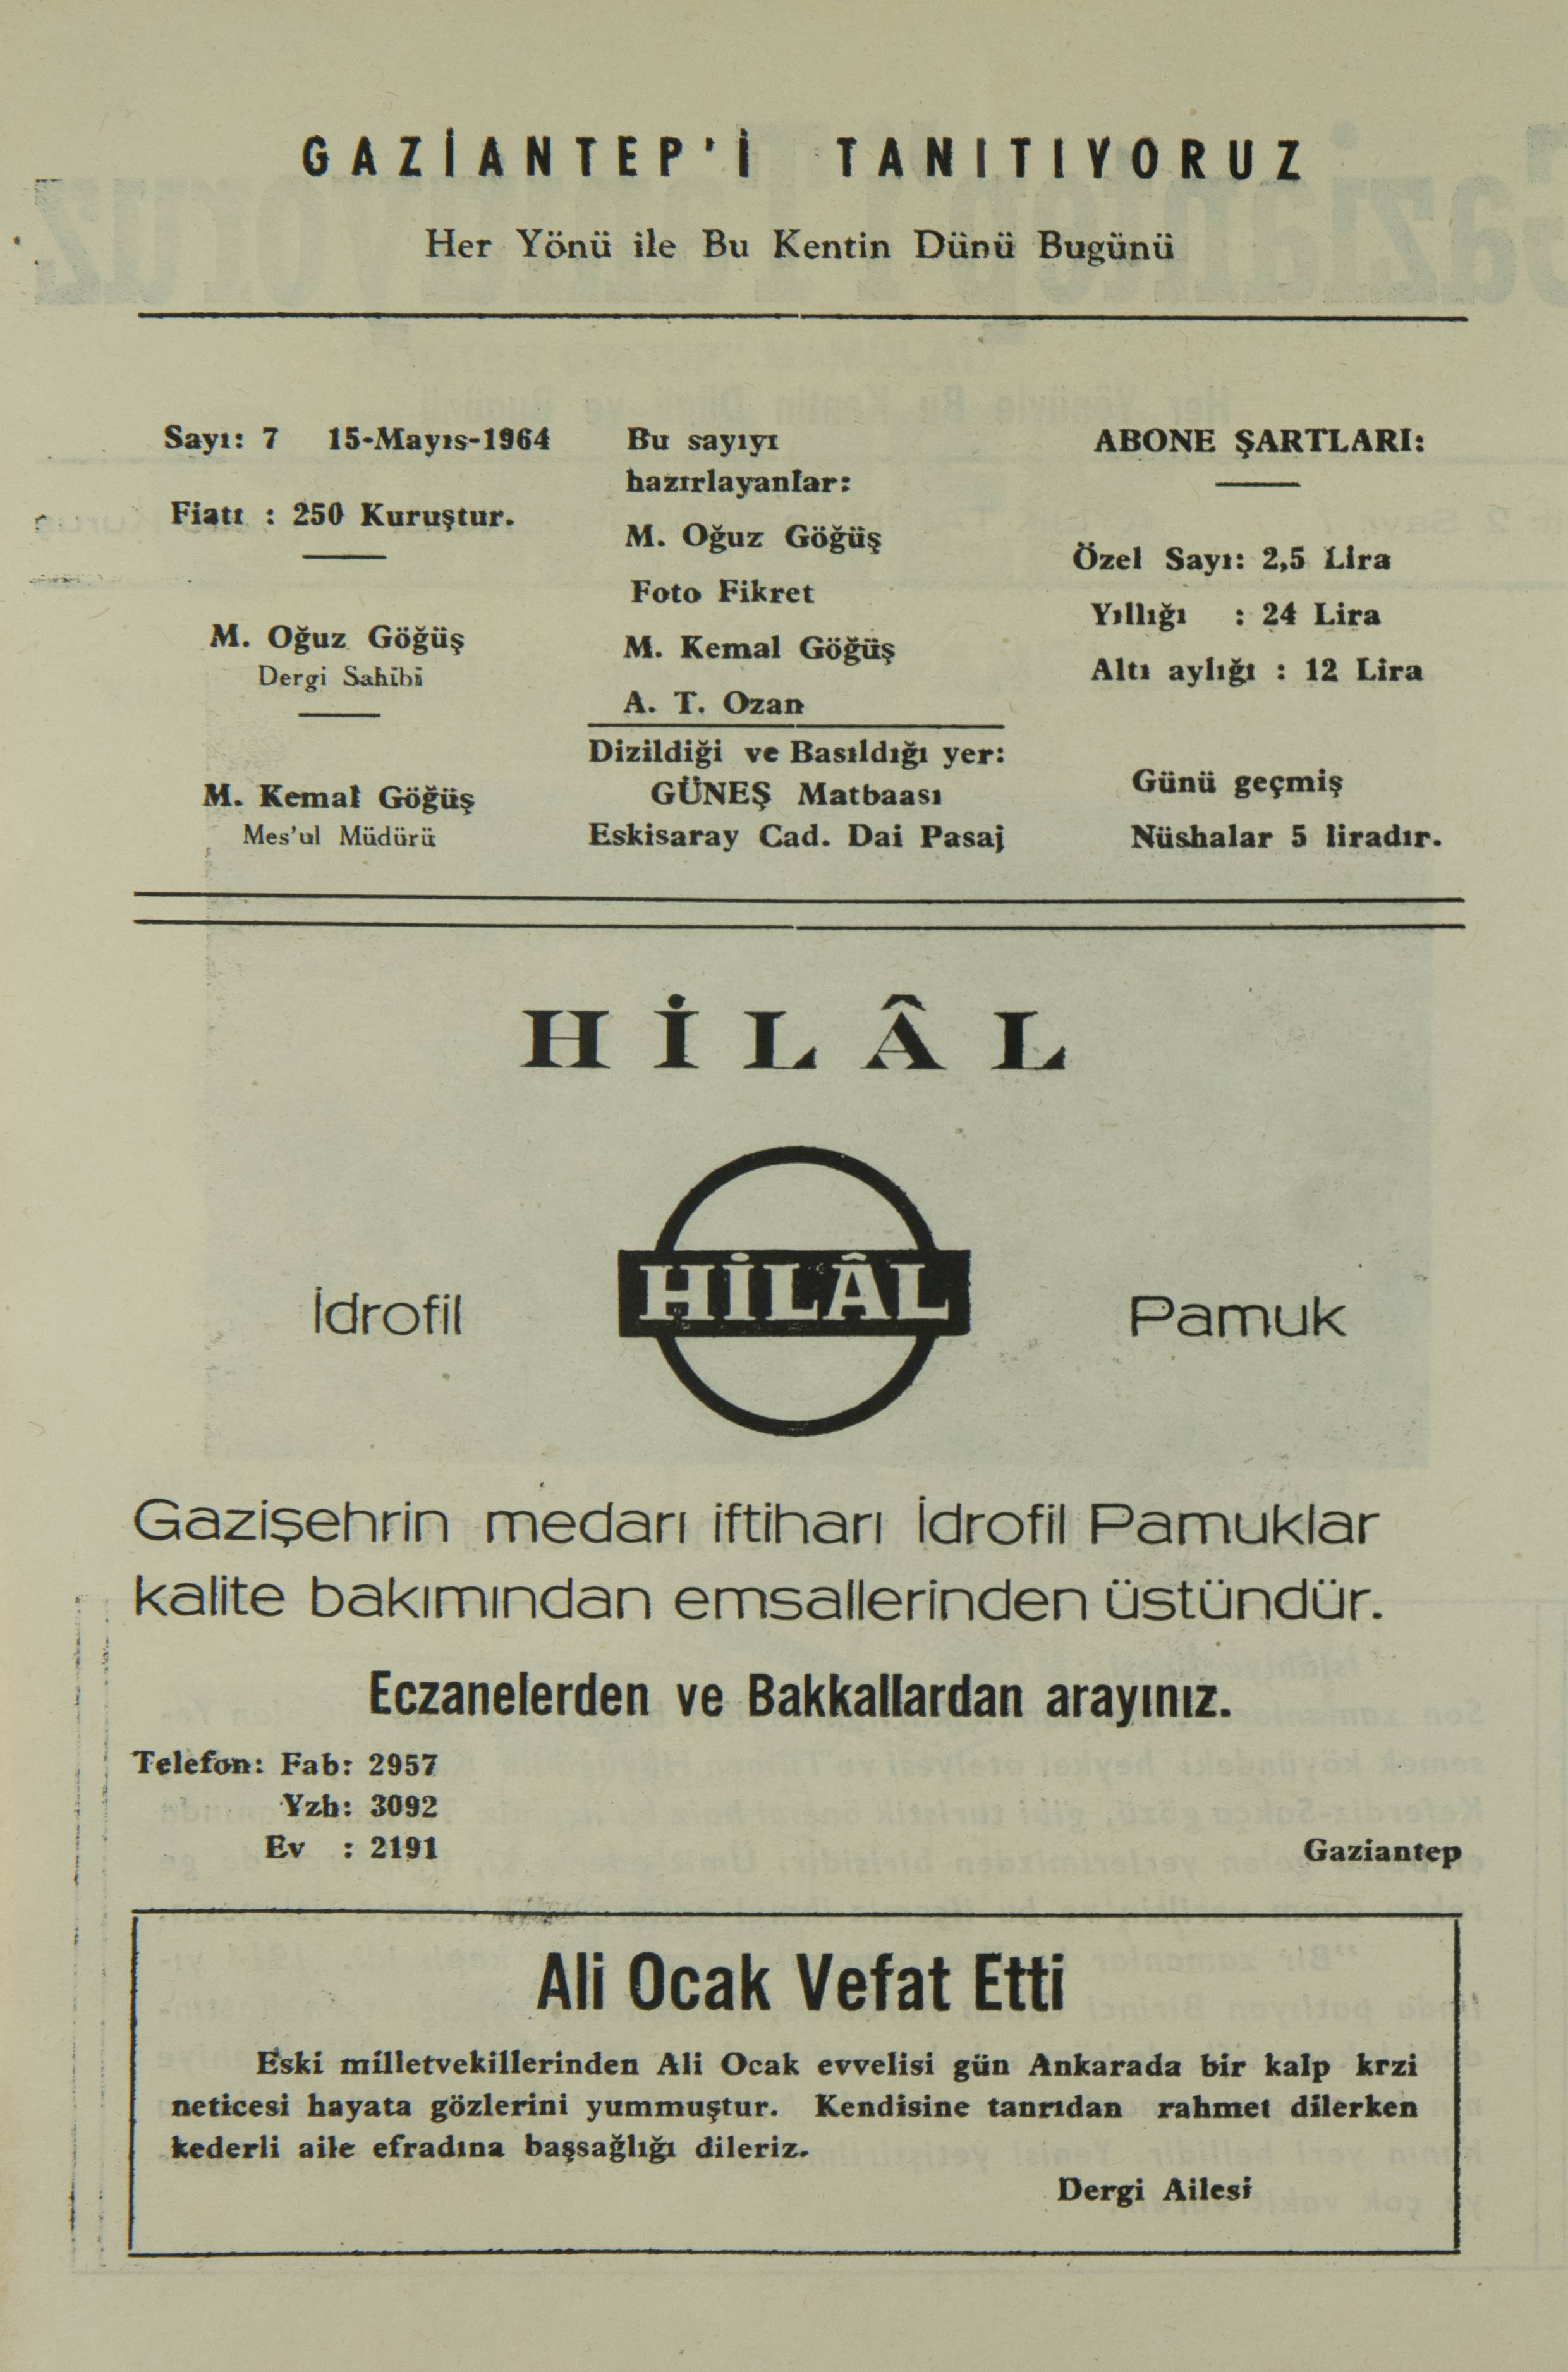 GAZİANTEP'İ TANITIYORUZ
Her Yönü ile Bu Kentin Dünü Bugünü
Sayı: 7 15-Mayıs-1964
Fiatı : 250 Kuruştur.
M. Oğuz Göğüş
Dergi Sahibi
M. Kemal Göğüş
Mes'ul Müdürü
Bu sayıyı
hazırlayanlar:
M. Oğuz Göğüş
Foto Fikret
M. Kemal Göğüş
A. T. Ozan
Dizildiği ve Basıldığı yer:
GÜNEŞ Matbaası
Eskisaray Cad. Dai Pasaj
ABONE ŞARTLARI:
Özel Sayı: 2,5 Lira
Yıllığı : 24 Lira
Altı aylığı : 12 Lira
Günü geçmiş
Nüshalar 5 liradır.
HİLÂL
İdrofil HİLÂL Pamuk
Gazişehrin medarı iftiharı İdrofil Pamuklar
kalite bakımından emsallerinden üstündür.
Eczanelerden ve Bakkallardan arayınız.
Telefon: Fab: 2957
Yzh: 3092
Ev : 2191
Gaziantep
Ali Ocak Vefat Etti
Eski milletvekillerinden Ali Ocak evvelisi gün Ankarada bir kalp krzi
neticesi hayata gözlerini yummuştur. Kendisine tanrıdan rahmet dilerken
kederli aile efradına başsağlığı dileriz.
Dergi Ailesi